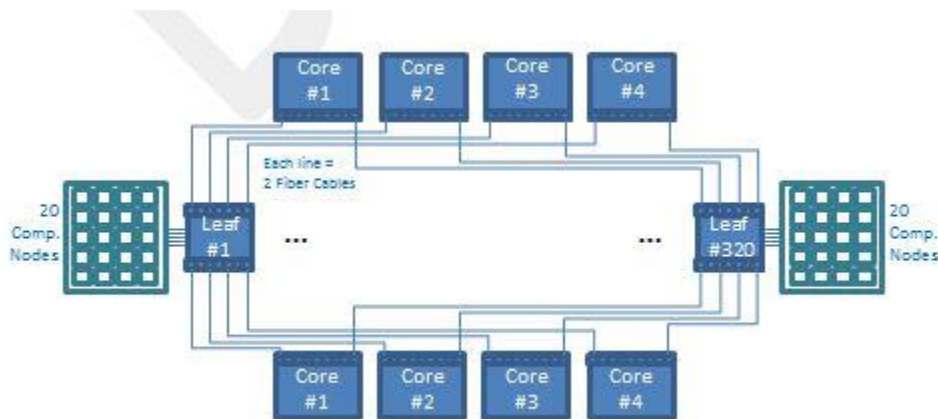 Core
#1
Core
#2
Core
#3
Core
#4
Each line =
2 Fiber Cables
20
Comp.
Nodes
Leaf
#1
...
...
Leaf
#320
20
Comp.
Nodes
Core
#1
Core
#2
Core
#3
Core
#4